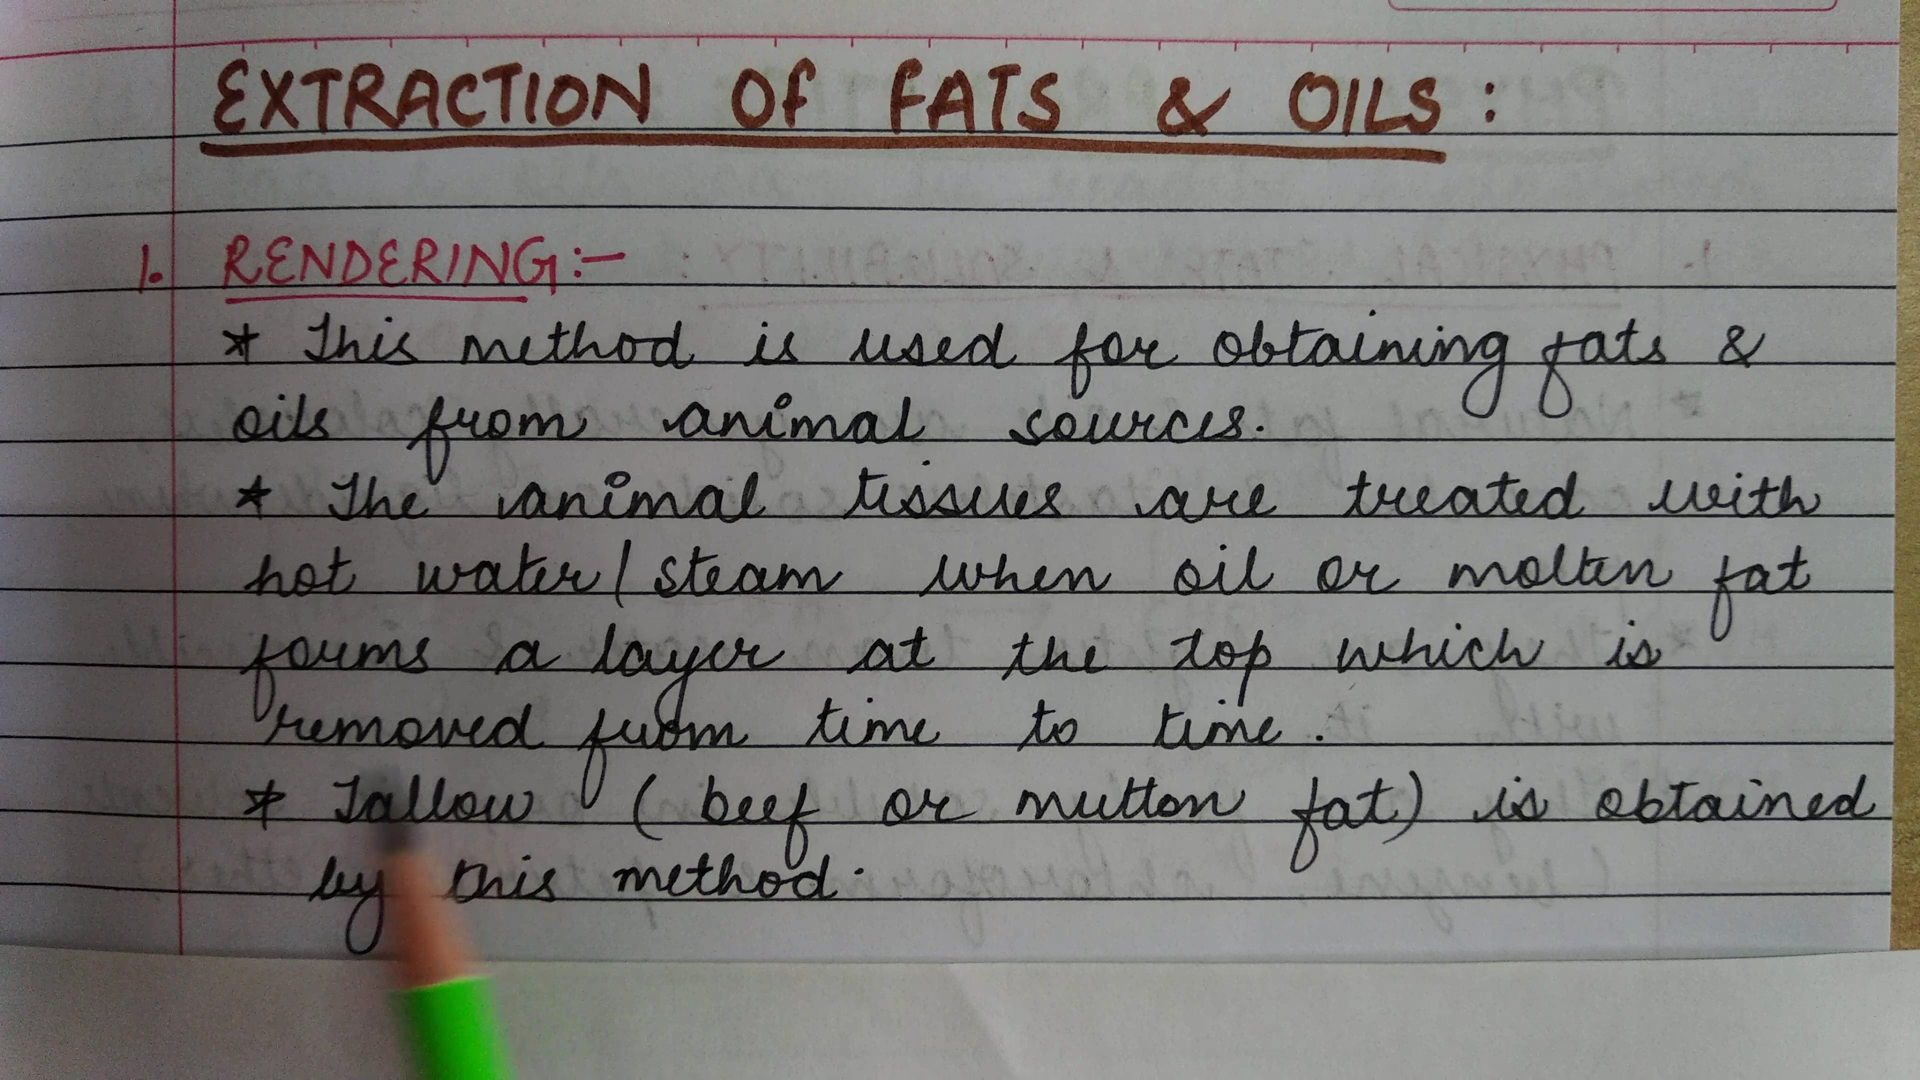 EXTRACTION OF FATS & OILS :
1. RENDERING:-
* This method is used for obtaining fats &
oils from animal sources.
* The animal tissues are treated with
hot water/steam when oil or molten fat
forms a layer at the top which is
removed from time to time.
* Tallow (beef or mutton fat) is obtained
by this method.